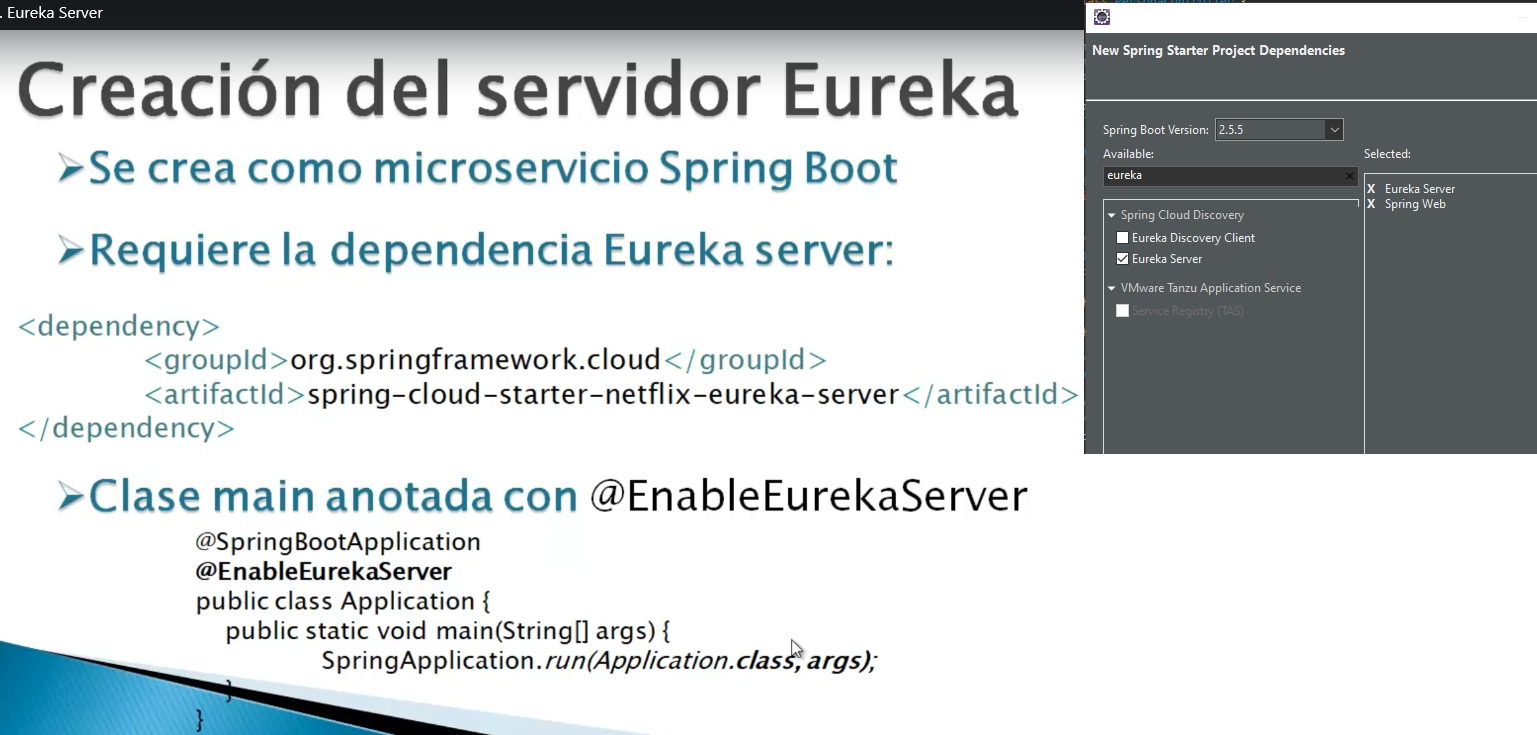 . Eureka Server
Creación del servidor Eureka
➢Se crea como microservicio Spring Boot
➢Requiere la dependencia Eureka server:
<dependency>
<groupId>org.springframework.cloud</groupId>
<artifactId>spring-cloud-starter-netflix-eureka-server</artifactId>
</dependency>
➢Clase main anotada con @EnableEurekaServer
@SpringBootApplication
@EnableEurekaServer
public class Application {
public static void main(String[] args) {
SpringApplication.run(Application.class, args);
}
}
New Spring Starter Project Dependencies
Spring Boot Version: 2.5.5
Available:
eureka
Spring Cloud Discovery
Eureka Discovery Client
Eureka Server
VMware Tanzu Application Service
Service Registry (TAS)
Selected:
X Eureka Server
X Spring Web